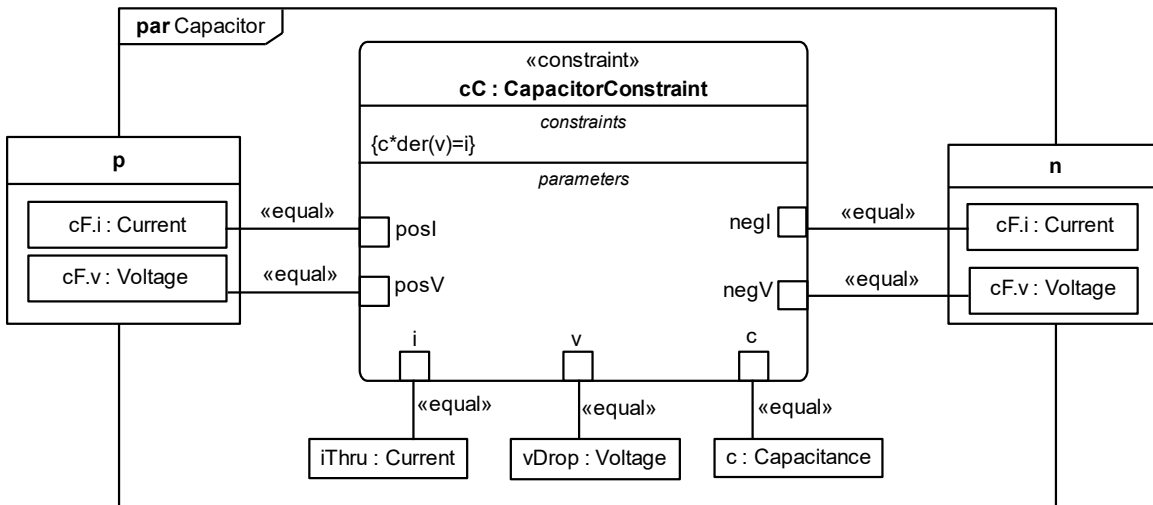 par Capacitor
«constraint»
cC : CapacitorConstraint
constraints
{c*der(v)=i}
parameters
p
cF.i : Current
cF.v : Voltage
«equal»
«equal»
posI
posV
negI
negV
«equal»
«equal»
n
cF.i : Current
cF.v : Voltage
i
v
c
«equal»
«equal»
«equal»
iThru : Current
vDrop : Voltage
c : Capacitance